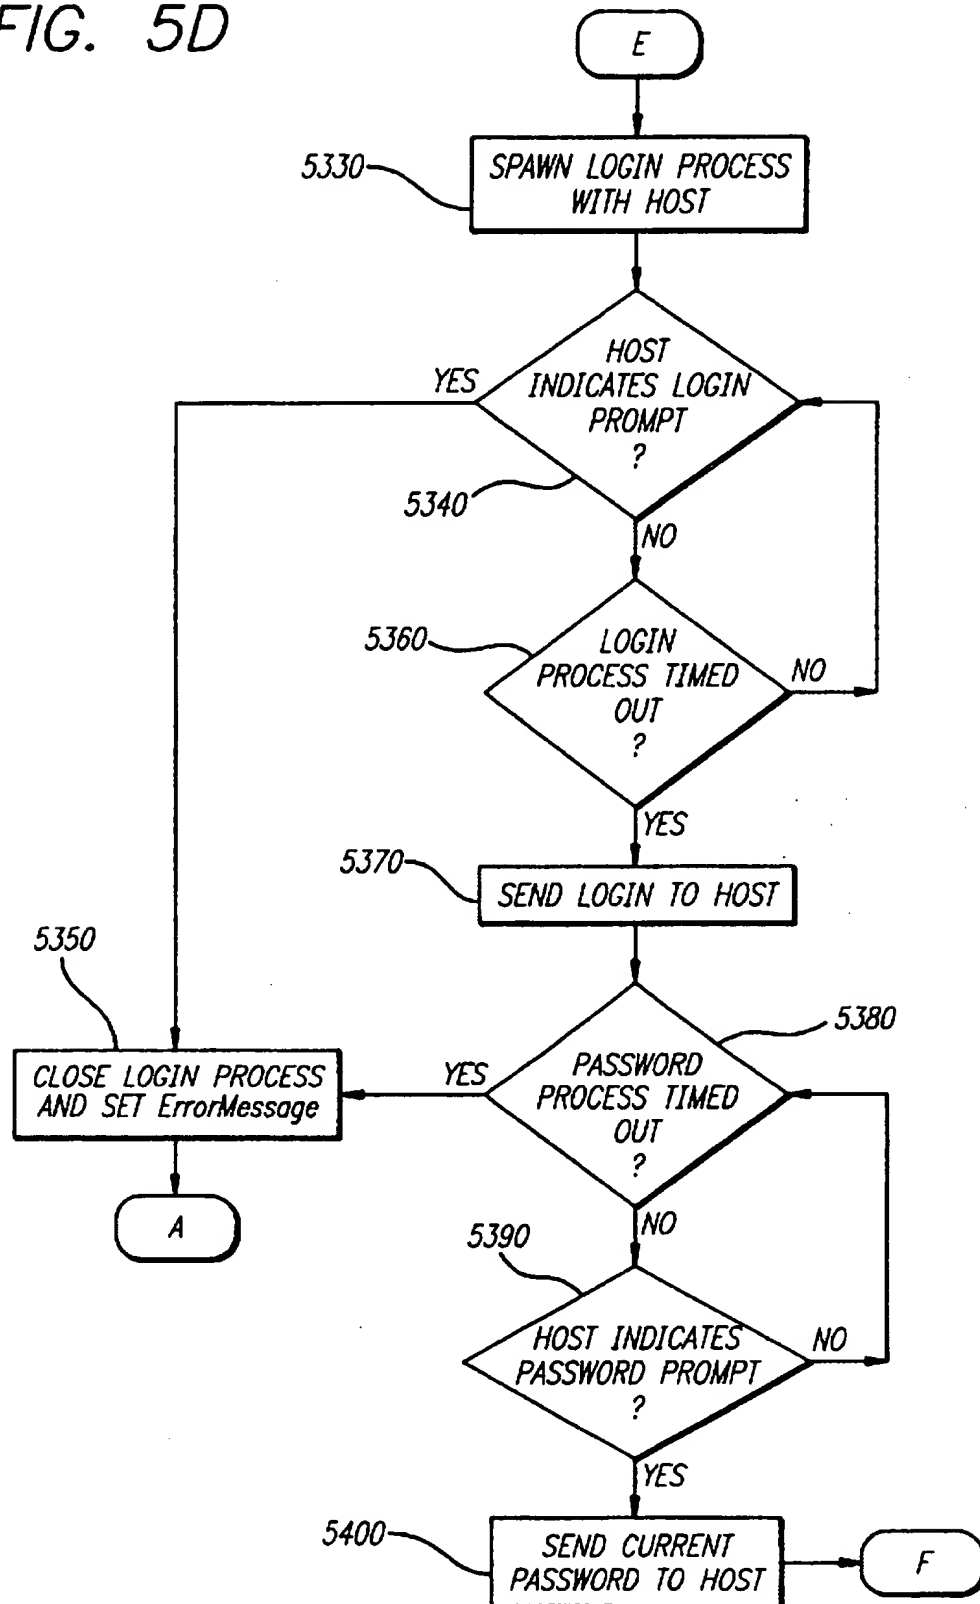 FIG. 5D
E
5330
SPAWN LOGIN PROCESS
WITH HOST
HOST
INDICATES LOGIN
PROMPT
?
YES
5340
NO
5360
LOGIN
PROCESS TIMED
OUT
?
NO
YES
5370
SEND LOGIN TO HOST
5350
CLOSE LOGIN PROCESS
AND SET ErrorMessage
A
5380
YES
PASSWORD
PROCESS TIMED
OUT
?
NO
5390
HOST INDICATES
PASSWORD PROMPT
?
NO
YES
5400
SEND CURRENT
PASSWORD TO HOST
F